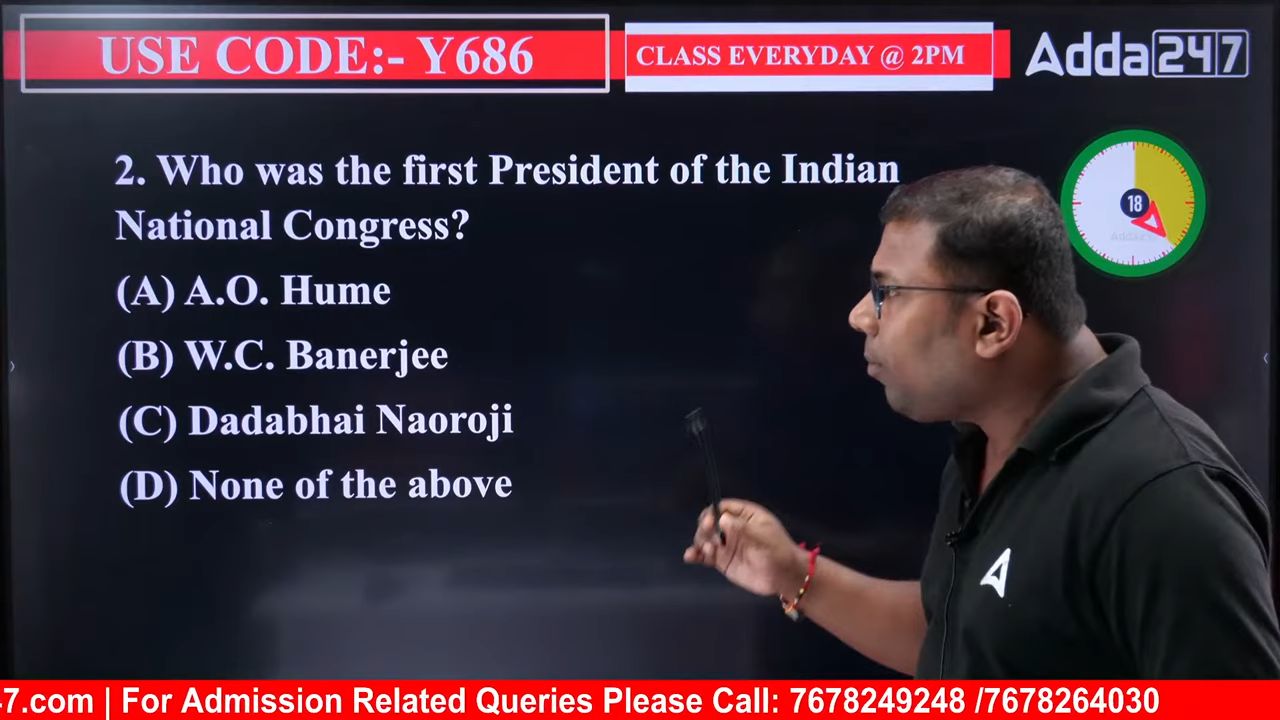 USE CODE:- Y686
CLASS EVERYDAY @ 2PM
Adda247
2. Who was the first President of the Indian
National Congress?
18
(A) A.O. Hume
(B) W.C. Banerjee
(C) Dadabhai Naoroji
(D) None of the above
7.com | For Admission Related Queries Please Call: 7678249248 /7678264030